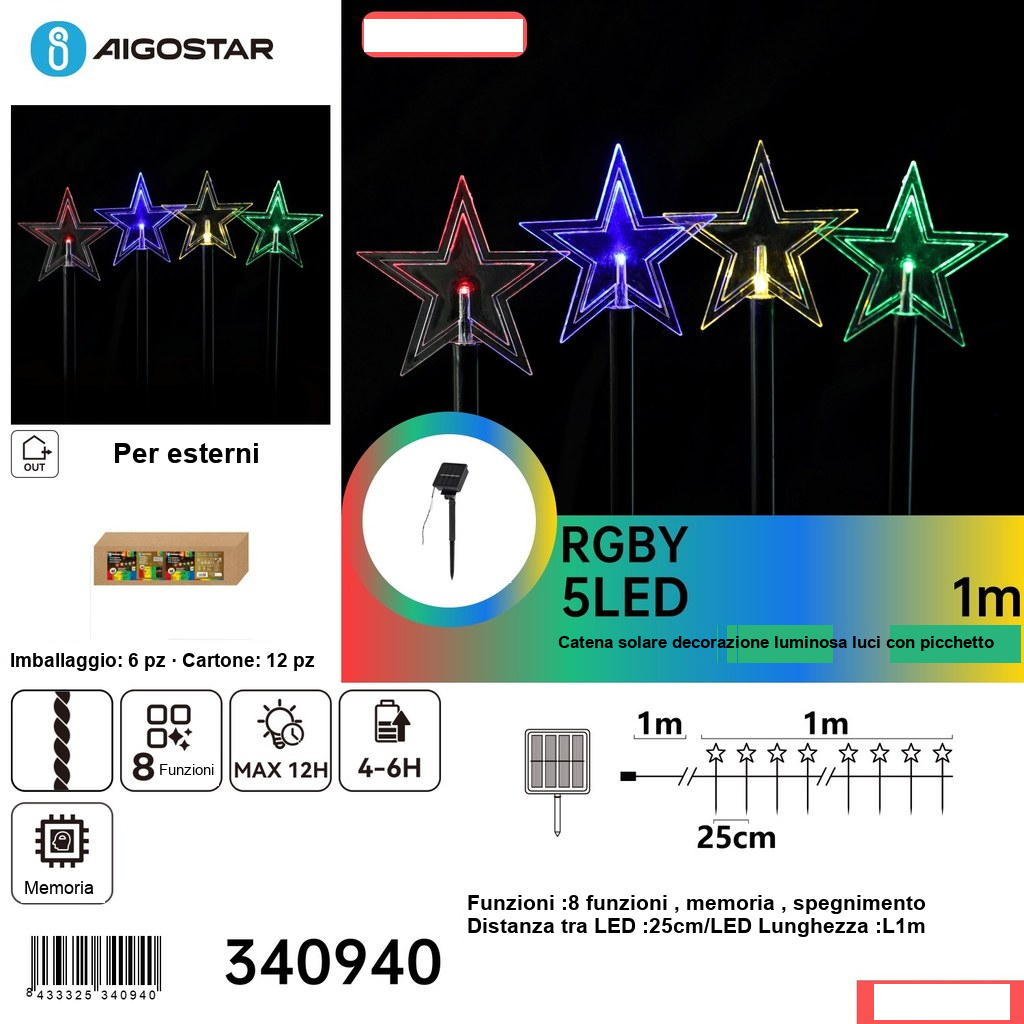 AIGOSTAR
OUT
Per esterni
RGBY
5LED
1m
Catena solare decorazione luminosa luci con picchetto
Imballaggio: 6 pz · Cartone: 12 pz
8 Funzioni
MAX 12H
4-6H
Memoria
1m
1m
25cm
Funzioni :8 funzioni , memoria , spegnimento
Distanza tra LED :25cm/LED Lunghezza :L1m
340940
8 433325 340940